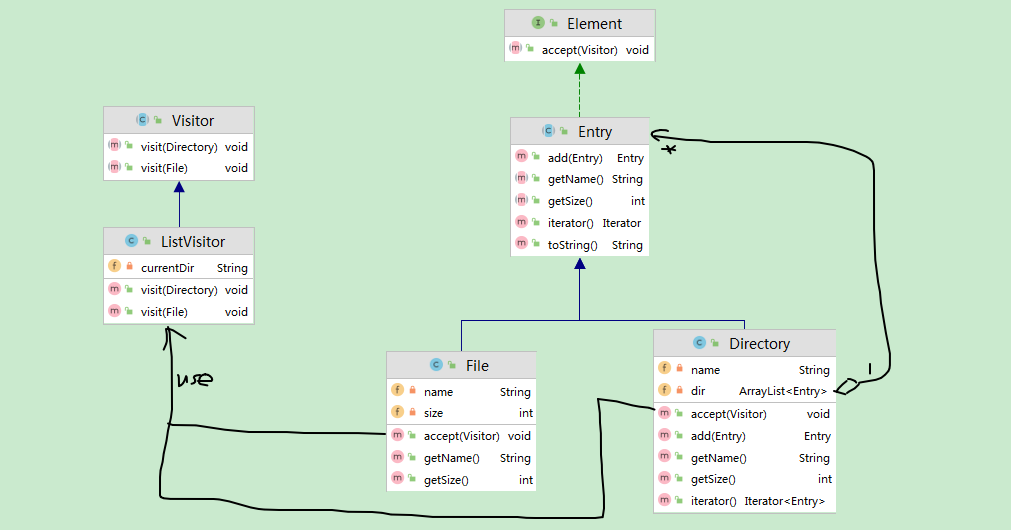 Element
accept(Visitor) void
Visitor
visit(Directory) void
visit(File) void
Entry
add(Entry) Entry
getName() String
getSize() int
iterator() Iterator
toString() String
*
ListVisitor
currentDir String
visit(Directory) void
visit(File) void
use
File
name String
size int
accept(Visitor) void
getName() String
getSize() int
Directory
name String
dir ArrayList<Entry>
1
accept(Visitor) void
add(Entry) Entry
getName() String
getSize() int
iterator() Iterator<Entry>